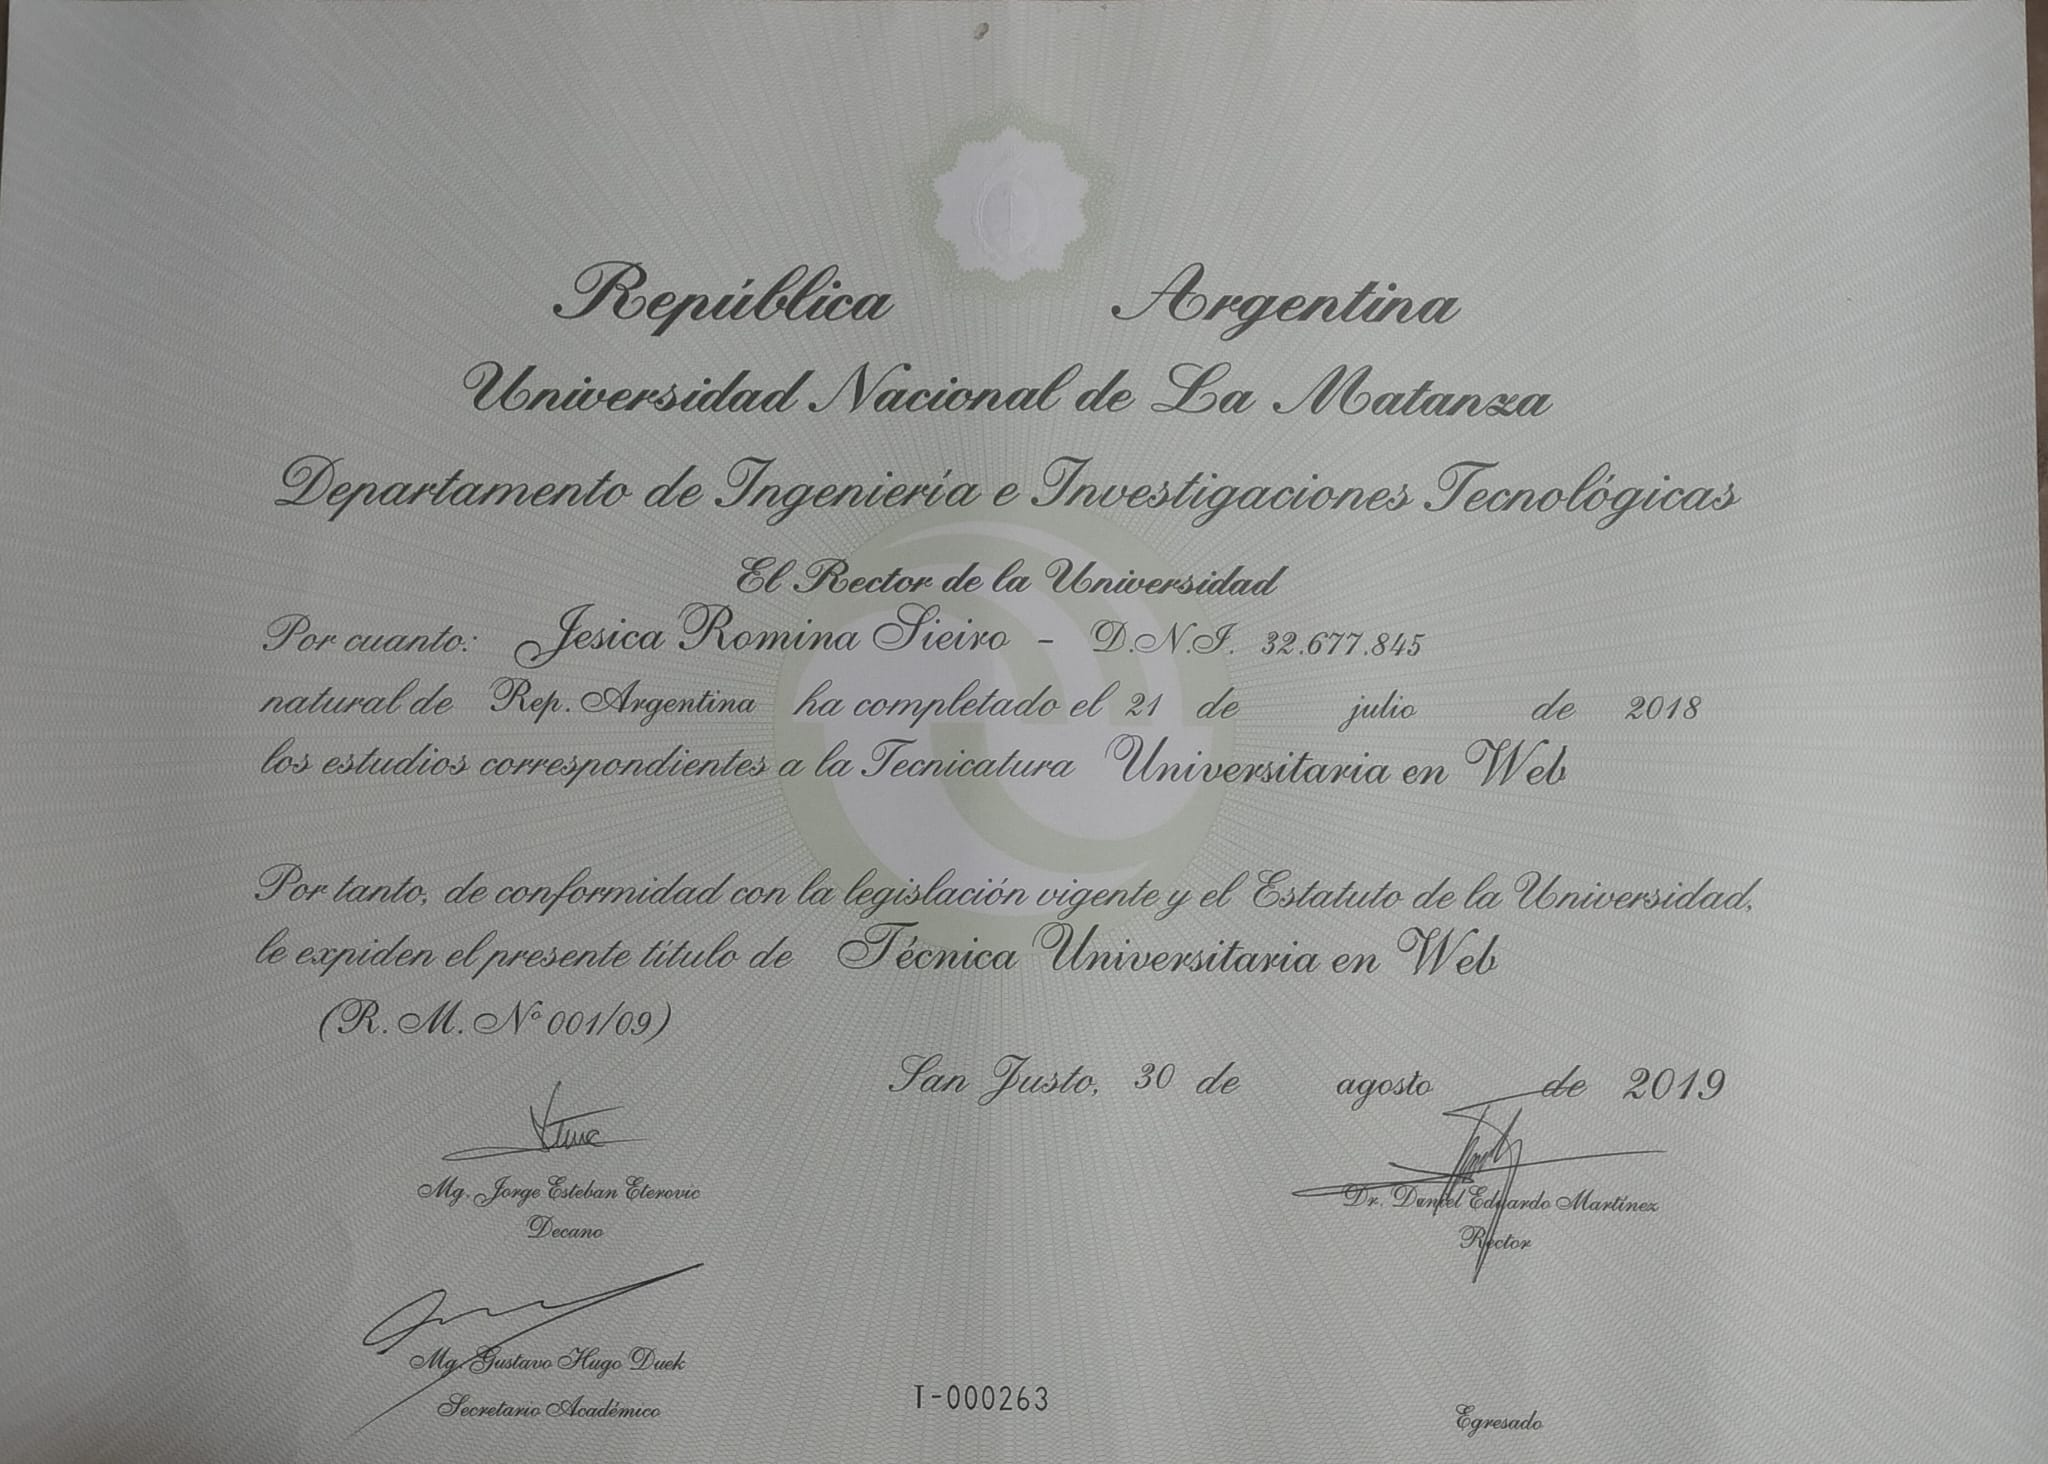 República Argentina
Universidad Nacional de La Matanza
Departamento de Ingeniería e Investigaciones Tecnológicas
El Rector de la Universidad
Por cuanto: Jesica Romina Sieiro - D.N.I. 32.677.845
natural de Rep. Argentina ha completado el 21 de julio de 2018
los estudios correspondientes a la Tecnicatura Universitaria en Web
Por tanto, de conformidad con la legislación vigente y el Estatuto de la Universidad,
le expiden el presente título de Técnica Universitaria en Web
(R. M. Nº 001/09)
San Justo, 30 de agosto de 2019
Mg. Jorge Esteban Eterovic
Decano
Dr. Daniel Eduardo Martínez
Rector
Mg. Gustavo Hugo Duek
Secretario Académico
T-000263
Egresado